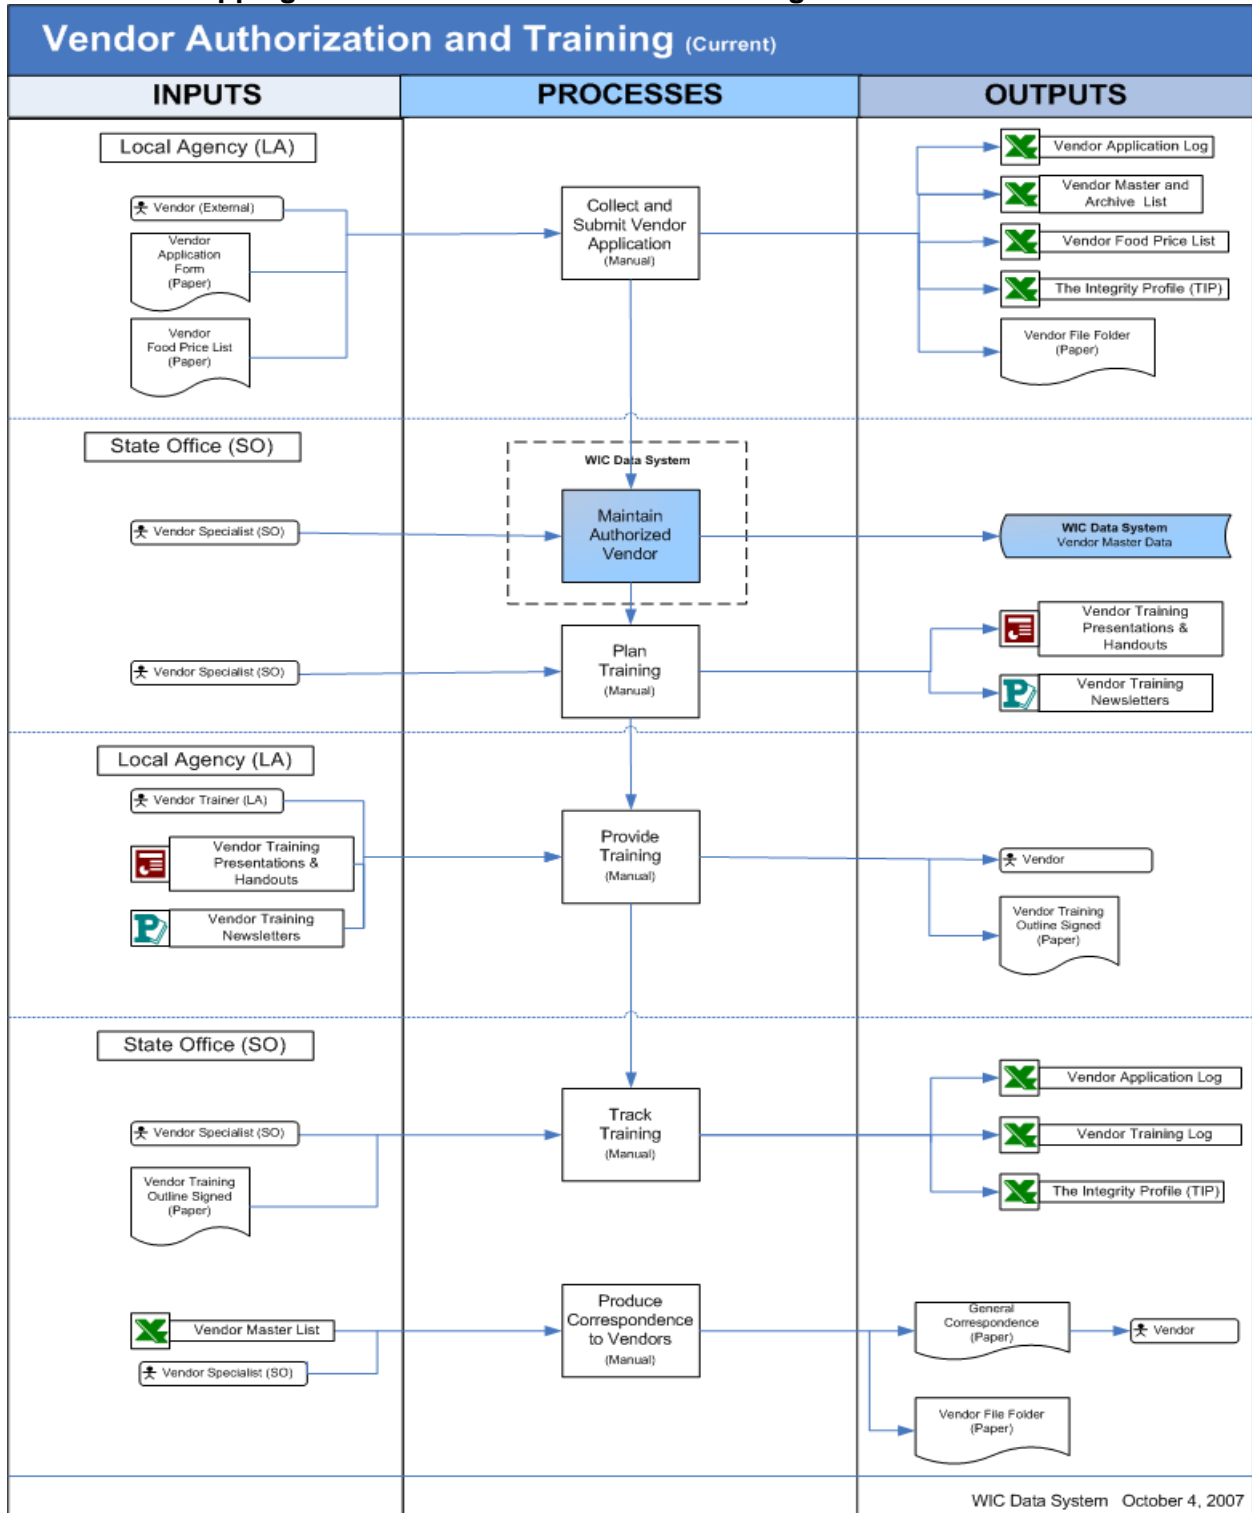 Vendor Authorization and Training (Current)
INPUTS
PROCESSES
OUTPUTS
Local Agency (LA)
Vendor (External)
Vendor
Application
Form
(Paper)
Vendor
Food Price List
(Paper)
Collect and
Submit Vendor
Application
(Manual)
Vendor Application Log
Vendor Master and
Archive List
Vendor Food Price List
The Integrity Profile (TIP)
Vendor File Folder
(Paper)
State Office (SO)
WIC Data System
Vendor Specialist (SO)
Maintain
Authorized
Vendor
WIC Data System
Vendor Master Data
Vendor Specialist (SO)
Plan
Training
(Manual)
Vendor Training
Presentations &
Handouts
Vendor Training
Newsletters
Local Agency (LA)
Vendor Trainer (LA)
Vendor Training
Presentations &
Handouts
Vendor Training
Newsletters
Provide
Training
(Manual)
Vendor
Vendor Training
Outline Signed
(Paper)
State Office (SO)
Vendor Specialist (SO)
Vendor Training
Outline Signed
(Paper)
Track
Training
(Manual)
Vendor Application Log
Vendor Training Log
The Integrity Profile (TIP)
Vendor Master List
Vendor Specialist (SO)
Produce
Correspondence
to Vendors
(Manual)
General
Correspondence
(Paper)
Vendor
Vendor File Folder
(Paper)
WIC Data System October 4, 2007